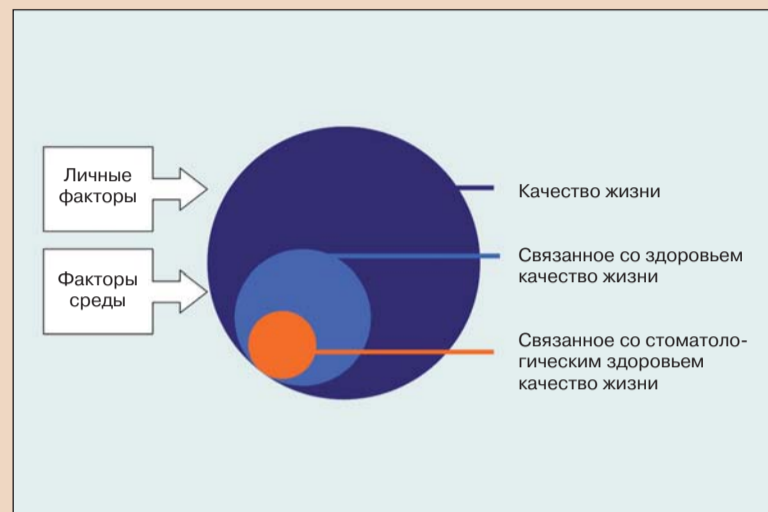 Личные
факторы
Факторы
среды
Качество жизни
Связанное со здоровьем
качество жизни
Связанное со стоматоло-
гическим здоровьем
качество жизни